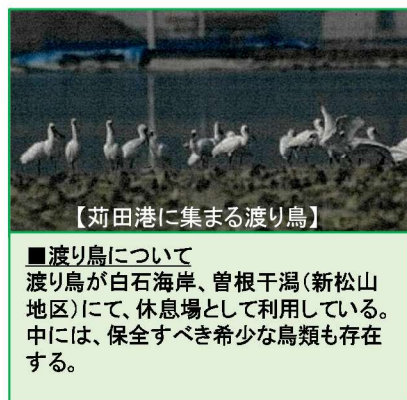 【苅田港に集まる渡り鳥】
■渡り鳥について
渡り鳥が白石海岸、曽根干潟(新松山
地区)にて、休息場として利用している。
中には、保全すべき希少な鳥類も存在
する。